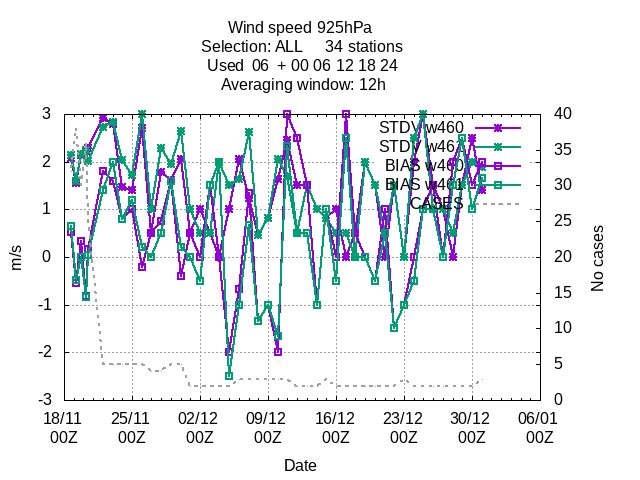 Wind speed 925hPa
Selection: ALL 34 stations
Used 06 + 00 06 12 18 24
Averaging window: 12h
3
2
1
0
-1
-2
-3
m/s
40
35
30
25
20
15
10
5
0
No cases
STDV w460
STDV w461
BIAS w460
BIAS w461
CASES
18/11 25/11 02/12 09/12 16/12 23/12 30/12 06/01
00Z 00Z 00Z 00Z 00Z 00Z 00Z 00Z
Date